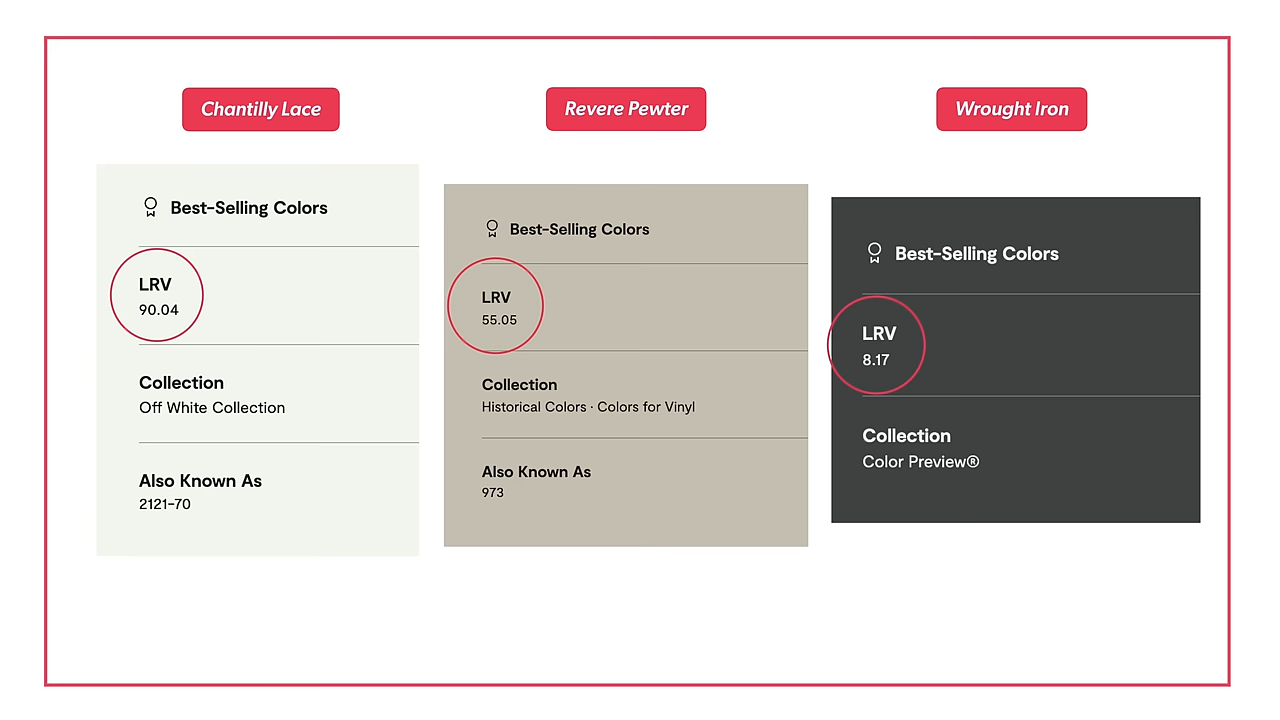 Chantilly Lace
Best-Selling Colors
LRV
90.04
Collection
Off White Collection
Also Known As
2121-70
Revere Pewter
Best-Selling Colors
LRV
55.05
Collection
Historical Colors · Colors for Vinyl
Also Known As
973
Wrought Iron
Best-Selling Colors
LRV
8.17
Collection
Color Preview®